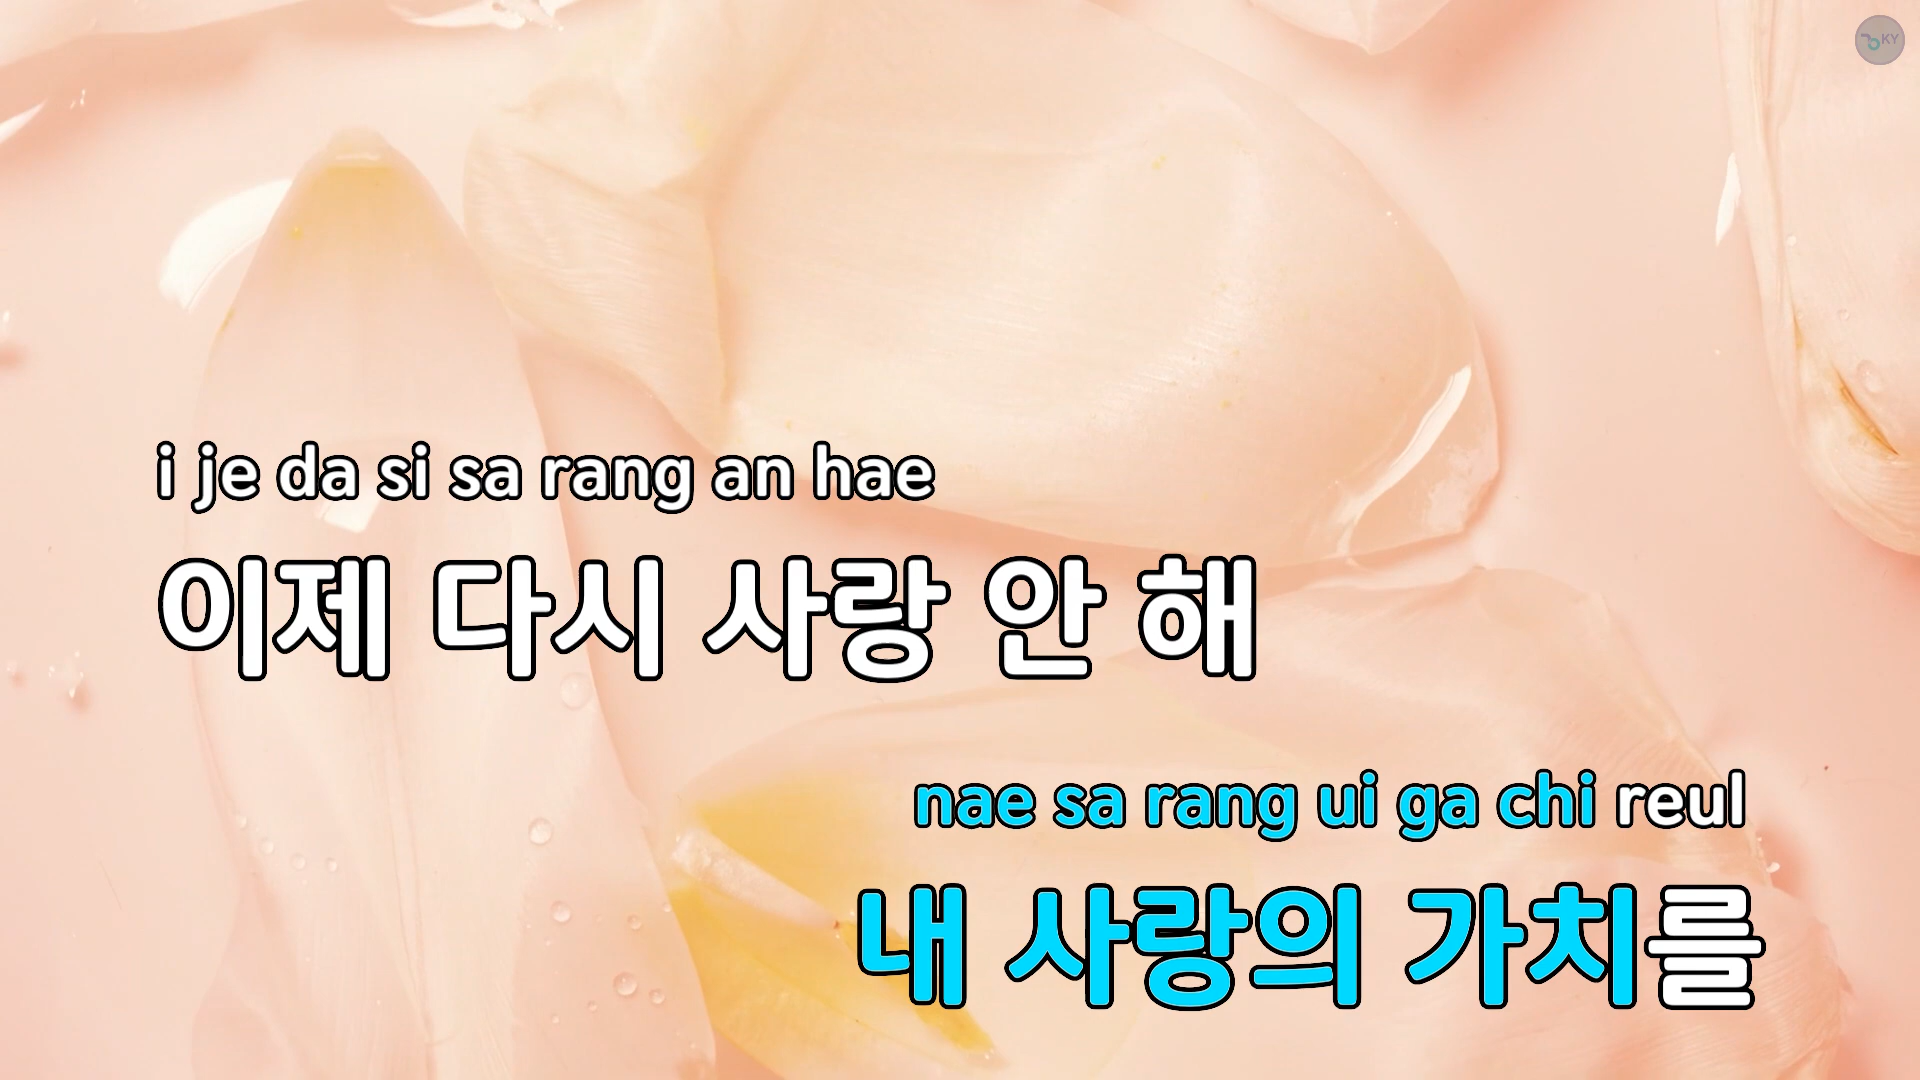 KY
i je da si sa rang an hae
이제 다시 사랑 안 해
nae sa rang ui ga chi reul
내 사랑의 가치를